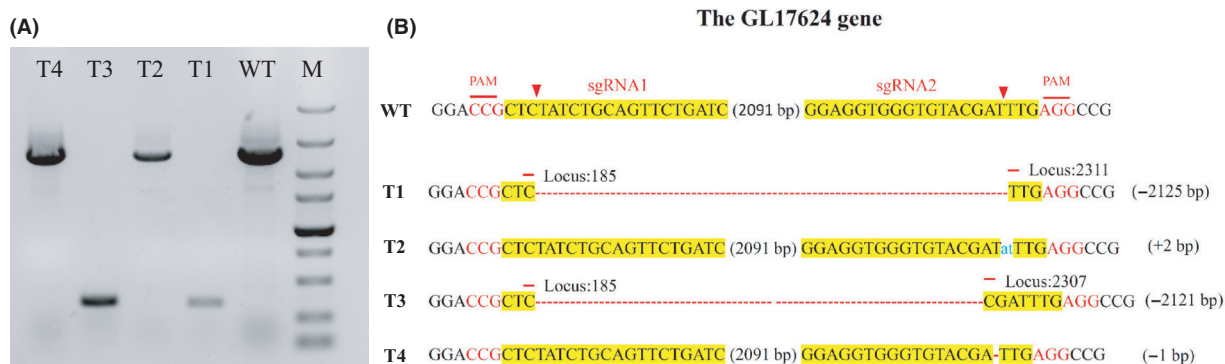 (A)
T4 T3 T2 T1 WT M
(B)
The GL17624 gene
PAM sgRNA1 sgRNA2 PAM
WT GGACCGCTCTATCTGCAGTTCTGATC (2091 bp) GGAGGTGGGTGTACGATTTGAGGCCG
Locus:185 Locus:2311
T1 GGACCGCTC TTGAGGCCG (−2125 bp)
T2 GGACCGCTCTATCTGCAGTTCTGATC (2091 bp) GGAGGTGGGTGTACGATatTTGAGGCCG (+2 bp)
Locus:185 Locus:2307
T3 GGACCGCTC CGATTTGAGGCCG (−2121 bp)
T4 GGACCGCTCTATCTGCAGTTCTGATC (2091 bp) GGAGGTGGGTGTACGA-TTGAGGCCG (−1 bp)